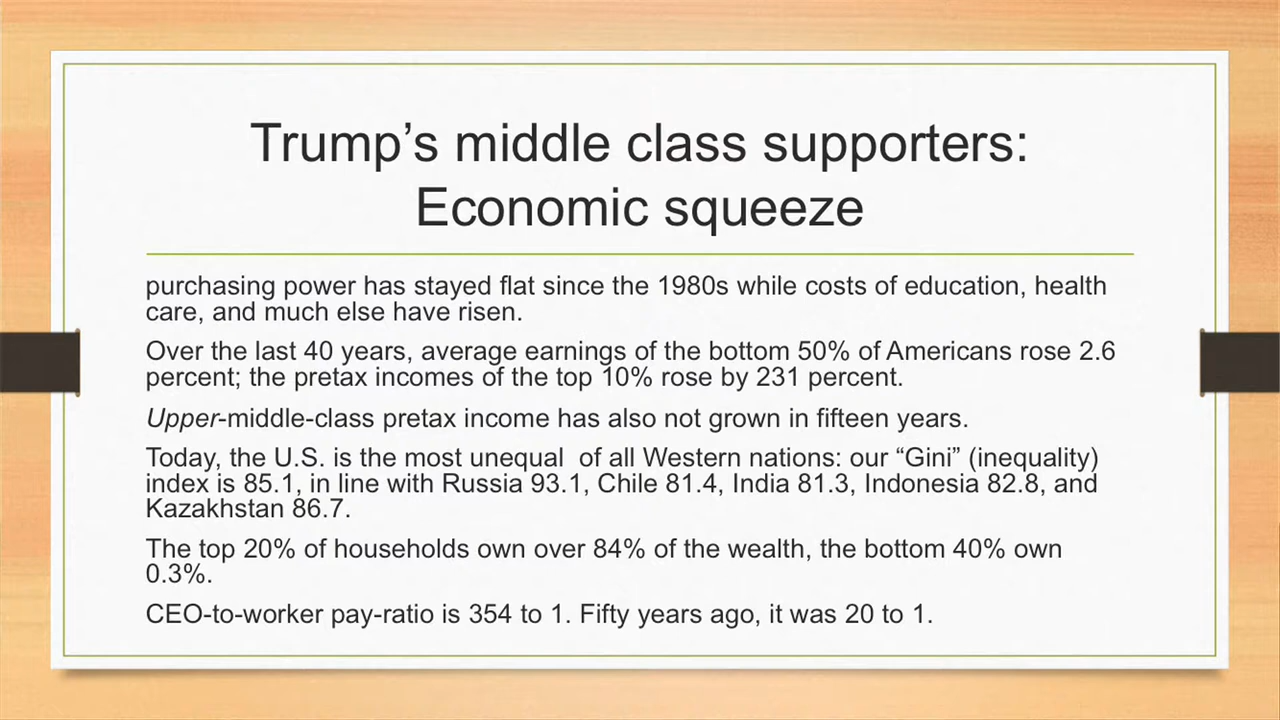 Trump’s middle class supporters:
Economic squeeze
purchasing power has stayed flat since the 1980s while costs of education, health
care, and much else have risen.
Over the last 40 years, average earnings of the bottom 50% of Americans rose 2.6
percent; the pretax incomes of the top 10% rose by 231 percent.
Upper-middle-class pretax income has also not grown in fifteen years.
Today, the U.S. is the most unequal  of all Western nations: our “Gini” (inequality)
index is 85.1, in line with Russia 93.1, Chile 81.4, India 81.3, Indonesia 82.8, and
Kazakhstan 86.7.
The top 20% of households own over 84% of the wealth, the bottom 40% own
0.3%.
CEO-to-worker pay-ratio is 354 to 1. Fifty years ago, it was 20 to 1.